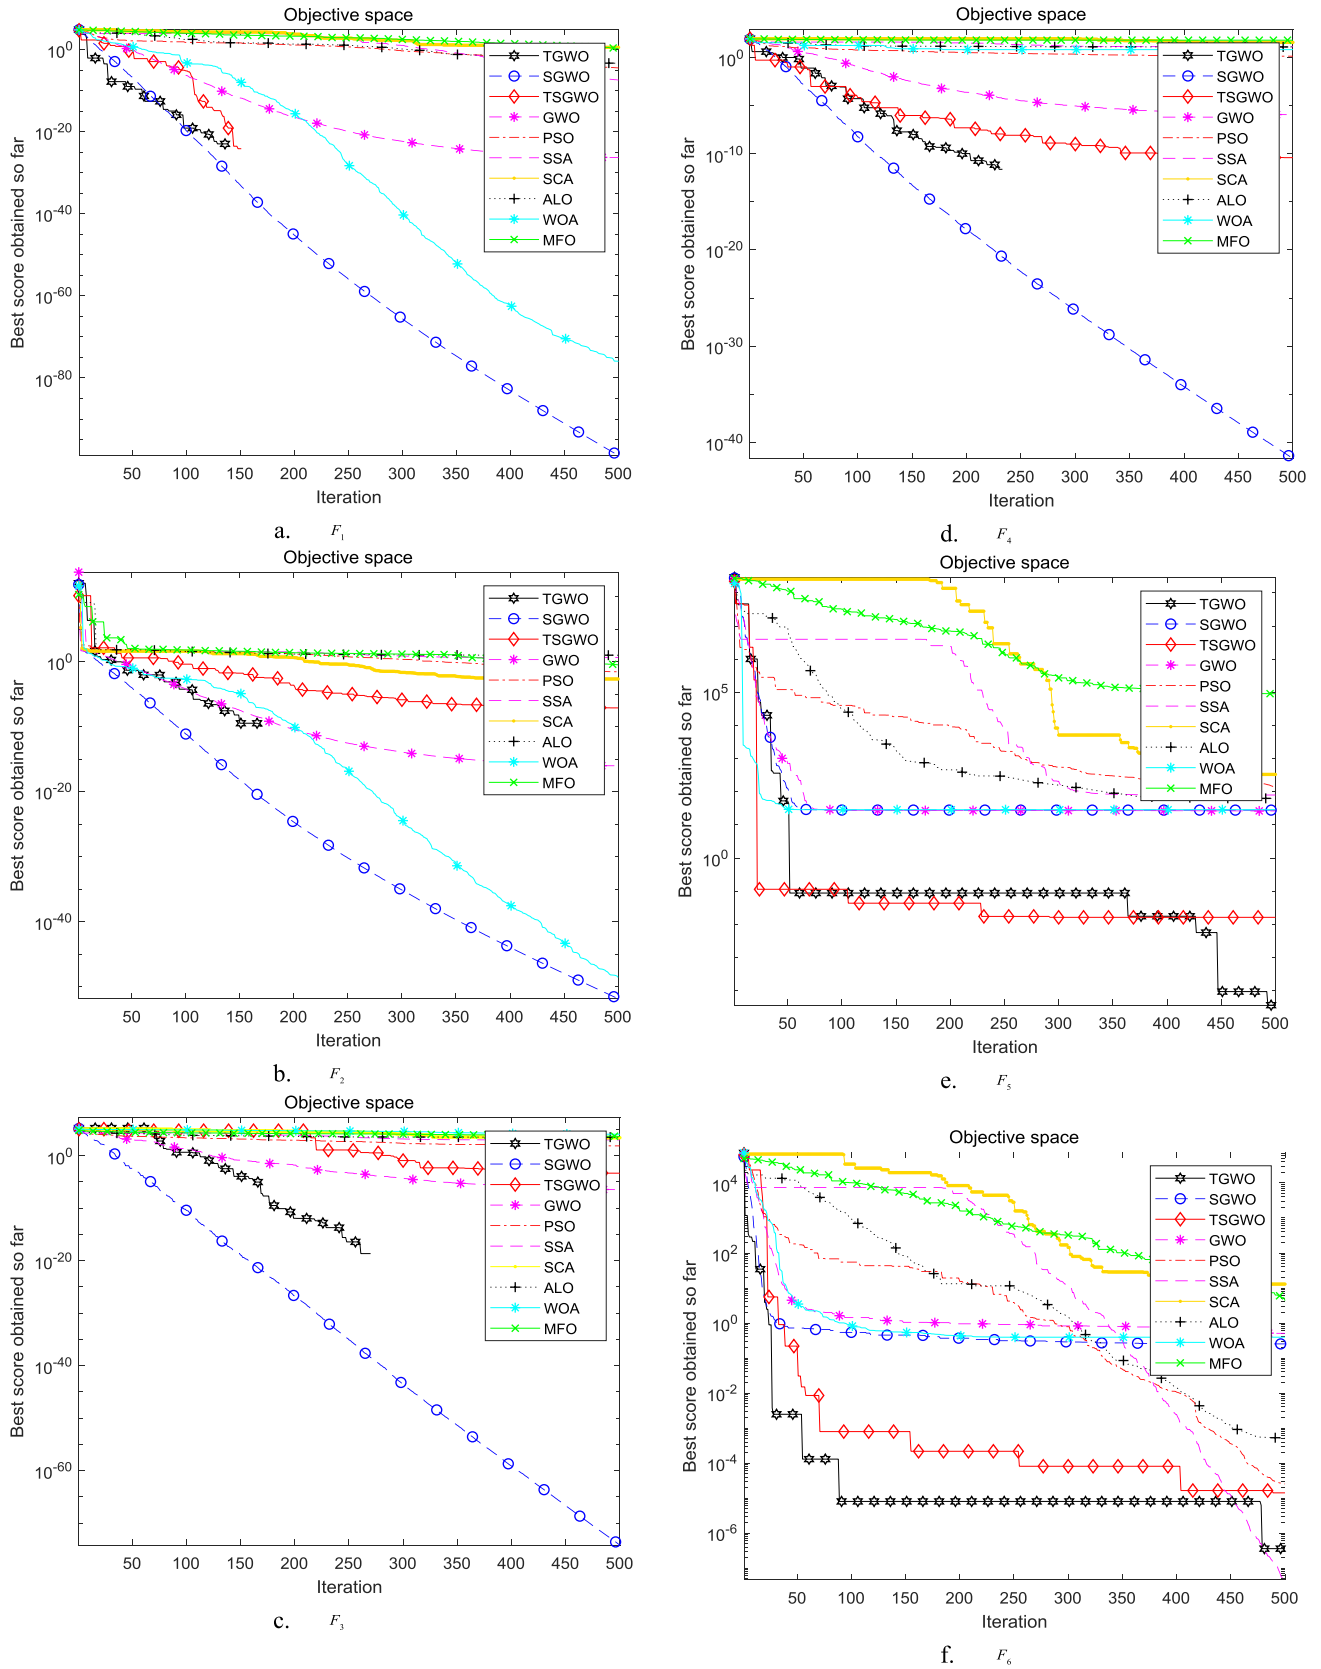 Objective space
Best score obtained so far
10^0
10^-20
10^-40
10^-60
10^-80
50 100 150 200 250 300 350 400 450 500
Iteration
TGWO
SGWO
TSGWO
GWO
PSO
SSA
SCA
ALO
WOA
MFO
a. F_1
Objective space
Best score obtained so far
10^0
10^-10
10^-20
10^-30
10^-40
50 100 150 200 250 300 350 400 450 500
Iteration
TGWO
SGWO
TSGWO
GWO
PSO
SSA
SCA
ALO
WOA
MFO
d. F_4
Objective space
Best score obtained so far
10^0
10^-20
10^-40
50 100 150 200 250 300 350 400 450 500
Iteration
TGWO
SGWO
TSGWO
GWO
PSO
SSA
SCA
ALO
WOA
MFO
b. F_2
Objective space
Best score obtained so far
10^5
10^0
50 100 150 200 250 300 350 400 450 500
Iteration
TGWO
SGWO
TSGWO
GWO
PSO
SSA
SCA
ALO
WOA
MFO
e. F_5
Objective space
Best score obtained so far
10^0
10^-20
10^-40
10^-60
50 100 150 200 250 300 350 400 450 500
Iteration
TGWO
SGWO
TSGWO
GWO
PSO
SSA
SCA
ALO
WOA
MFO
c. F_3
Objective space
Best score obtained so far
10^4
10^2
10^0
10^-2
10^-4
10^-6
50 100 150 200 250 300 350 400 450 500
Iteration
TGWO
SGWO
TSGWO
GWO
PSO
SSA
SCA
ALO
WOA
MFO
f. F_6